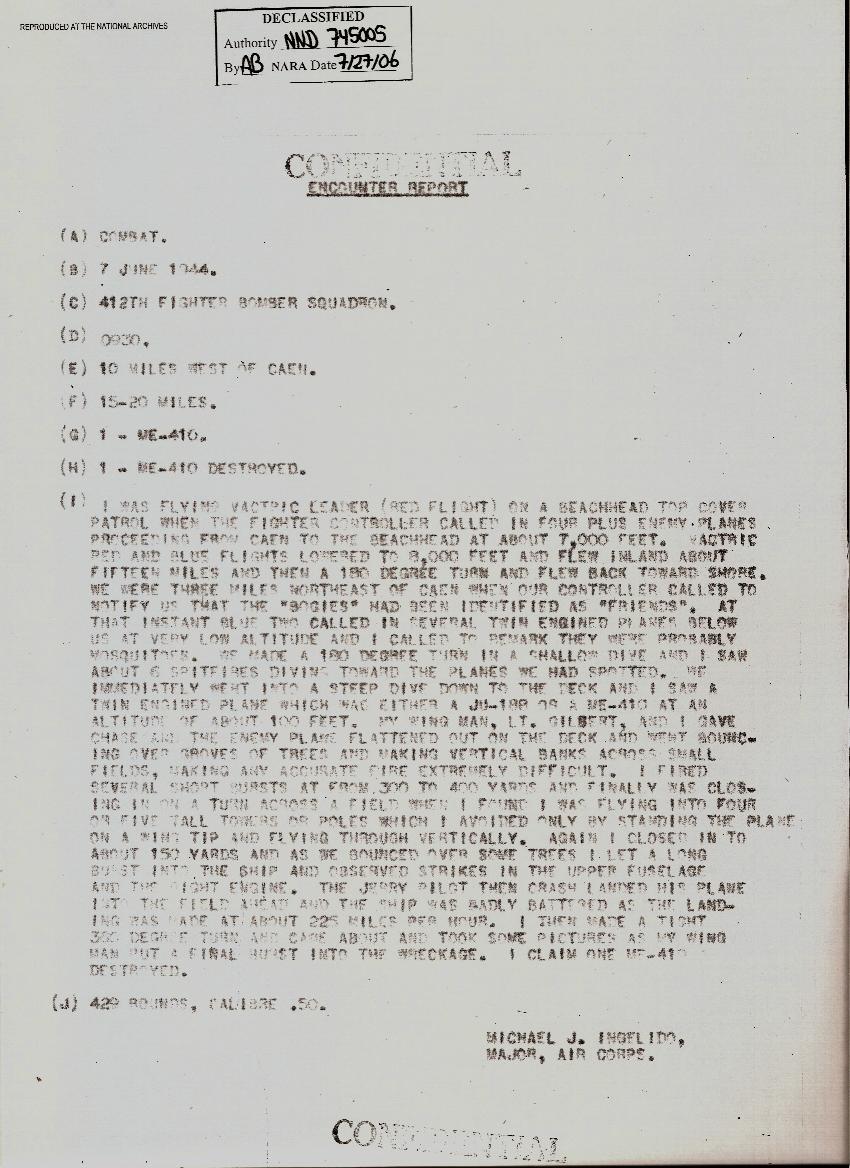 REPRODUCED AT THE NATIONAL ARCHIVES
DECLASSIFIED
Authority NND 745005
By AB NARA Date 7/27/06
CONFIDENTIAL
ENCOUNTER REPORT
(A) COMBAT.
(B) 7 JUNE 1944.
(C) 412TH FIGHTER BOMBER SQUADRON.
(D) 0930.
(E) 10 MILES WEST OF CAEN.
(F) 15-20 MILES.
(G) 1 - ME-410.
(H) 1 - ME-410 DESTROYED.
(I) I WAS FLYING VACTRIC LEADER (RED FLIGHT) ON A BEACHHEAD TOP COVER
PATROL WHEN THE FIGHTER CONTROLLER CALLED IN FOUR PLUS ENEMY PLANES
PROCEEDING FROM CAEN TO THE BEACHHEAD AT ABOUT 7,000 FEET. VACTRIC
RED AND BLUE FLIGHTS LOWERED TO 8,000 FEET AND FLEW INLAND ABOUT
FIFTEEN MILES AND THEN A 180 DEGREE TURN AND FLEW BACK TOWARD SHORE.
WE WERE THREE MILES NORTHEAST OF CAEN WHEN OUR CONTROLLER CALLED TO
NOTIFY US THAT THE "BOGIES" HAD BEEN IDENTIFIED AS "FRIENDS". AT
THAT INSTANT BLUE TWO CALLED IN SEVERAL TWIN ENGINED PLANES BELOW
US AT VERY LOW ALTITUDE AND I CALLED TO REMARK THEY WERE PROBABLY
MOSQUITOES. WE MADE A 180 DEGREE TURN IN A SHALLOW DIVE AND I SAW
ABOUT 6 SPITFIRES DIVING TOWARD THE PLANES WE HAD SPOTTED. WE
IMMEDIATELY WENT INTO A STEEP DIVE DOWN TO THE DECK AND I SAW A
TWIN ENGINED PLANE WHICH WAS EITHER A JU-188 OR A ME-410 AT AN
ALTITUDE OF ABOUT 100 FEET. MY WING MAN, LT. GILBERT, AND I GAVE
CHASE AND THE ENEMY PLANE FLATTENED OUT ON THE DECK AND WENT BOUNC-
ING OVER GROVES OF TREES AND MAKING VERTICAL BANKS ACROSS SMALL
FIELDS, MAKING ANY ACCURATE FIRE EXTREMELY DIFFICULT. I FIRED
SEVERAL SHORT BURSTS AT FROM 300 TO 400 YARDS AND FINALLY WAS CLOS-
ING IN ON A TURN ACROSS A FIELD WHEN I FOUND I WAS FLYING INTO FOUR
OR FIVE TALL TOWERS OR POLES WHICH I AVOIDED ONLY BY STANDING THE PLANE
ON A WING TIP AND FLYING THROUGH VERTICALLY. AGAIN I CLOSED IN TO
ABOUT 150 YARDS AND AS WE BOUNCED OVER SOME TREES I LET A LONG
BURST INTO THE SHIP AND OBSERVED STRIKES IN THE UPPER FUSELAGE
AND THE RIGHT ENGINE. THE JERRY PILOT THEN CRASH LANDED HIS PLANE
INTO THE FIELD AHEAD AND THE SHIP WAS BADLY BATTERED AS THE LAND-
ING WAS MADE AT ABOUT 225 MILES PER HOUR. I THEN MADE A TIGHT
360 DEGREE TURN AND CAME ABOUT AND TOOK SOME PICTURES AS MY WING
MAN PUT A FINAL BURST INTO THE WRECKAGE. I CLAIM ONE ME-410
DESTROYED.
(J) 429 ROUNDS, CALIBRE .50.
MICHAEL J. INGELIDO,
MAJOR, AIR CORPS.
CONFIDENTIAL